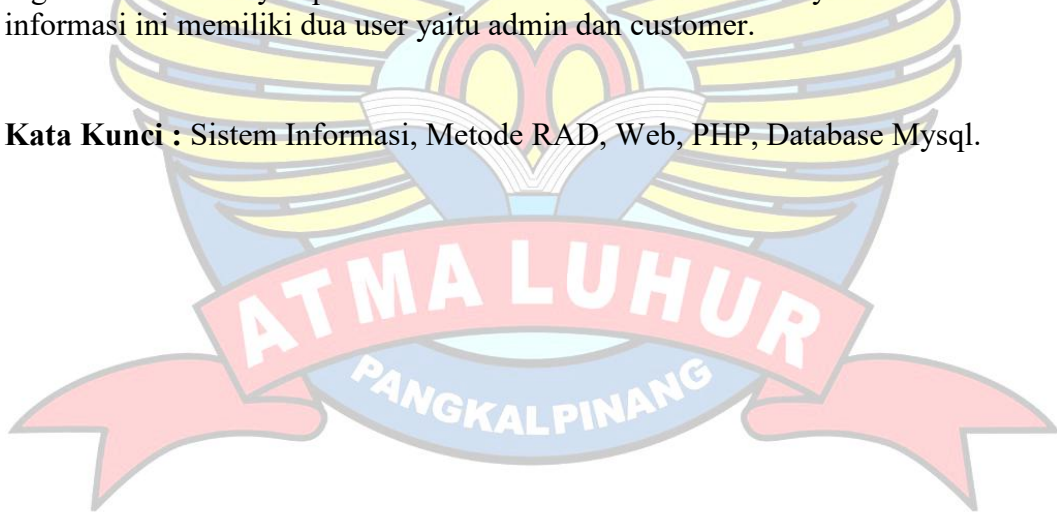 informasi ini memiliki dua user yaitu admin dan customer.
Kata Kunci : Sistem Informasi, Metode RAD, Web, PHP, Database Mysql.
ATMA LUHUR
PANGKALPINANG